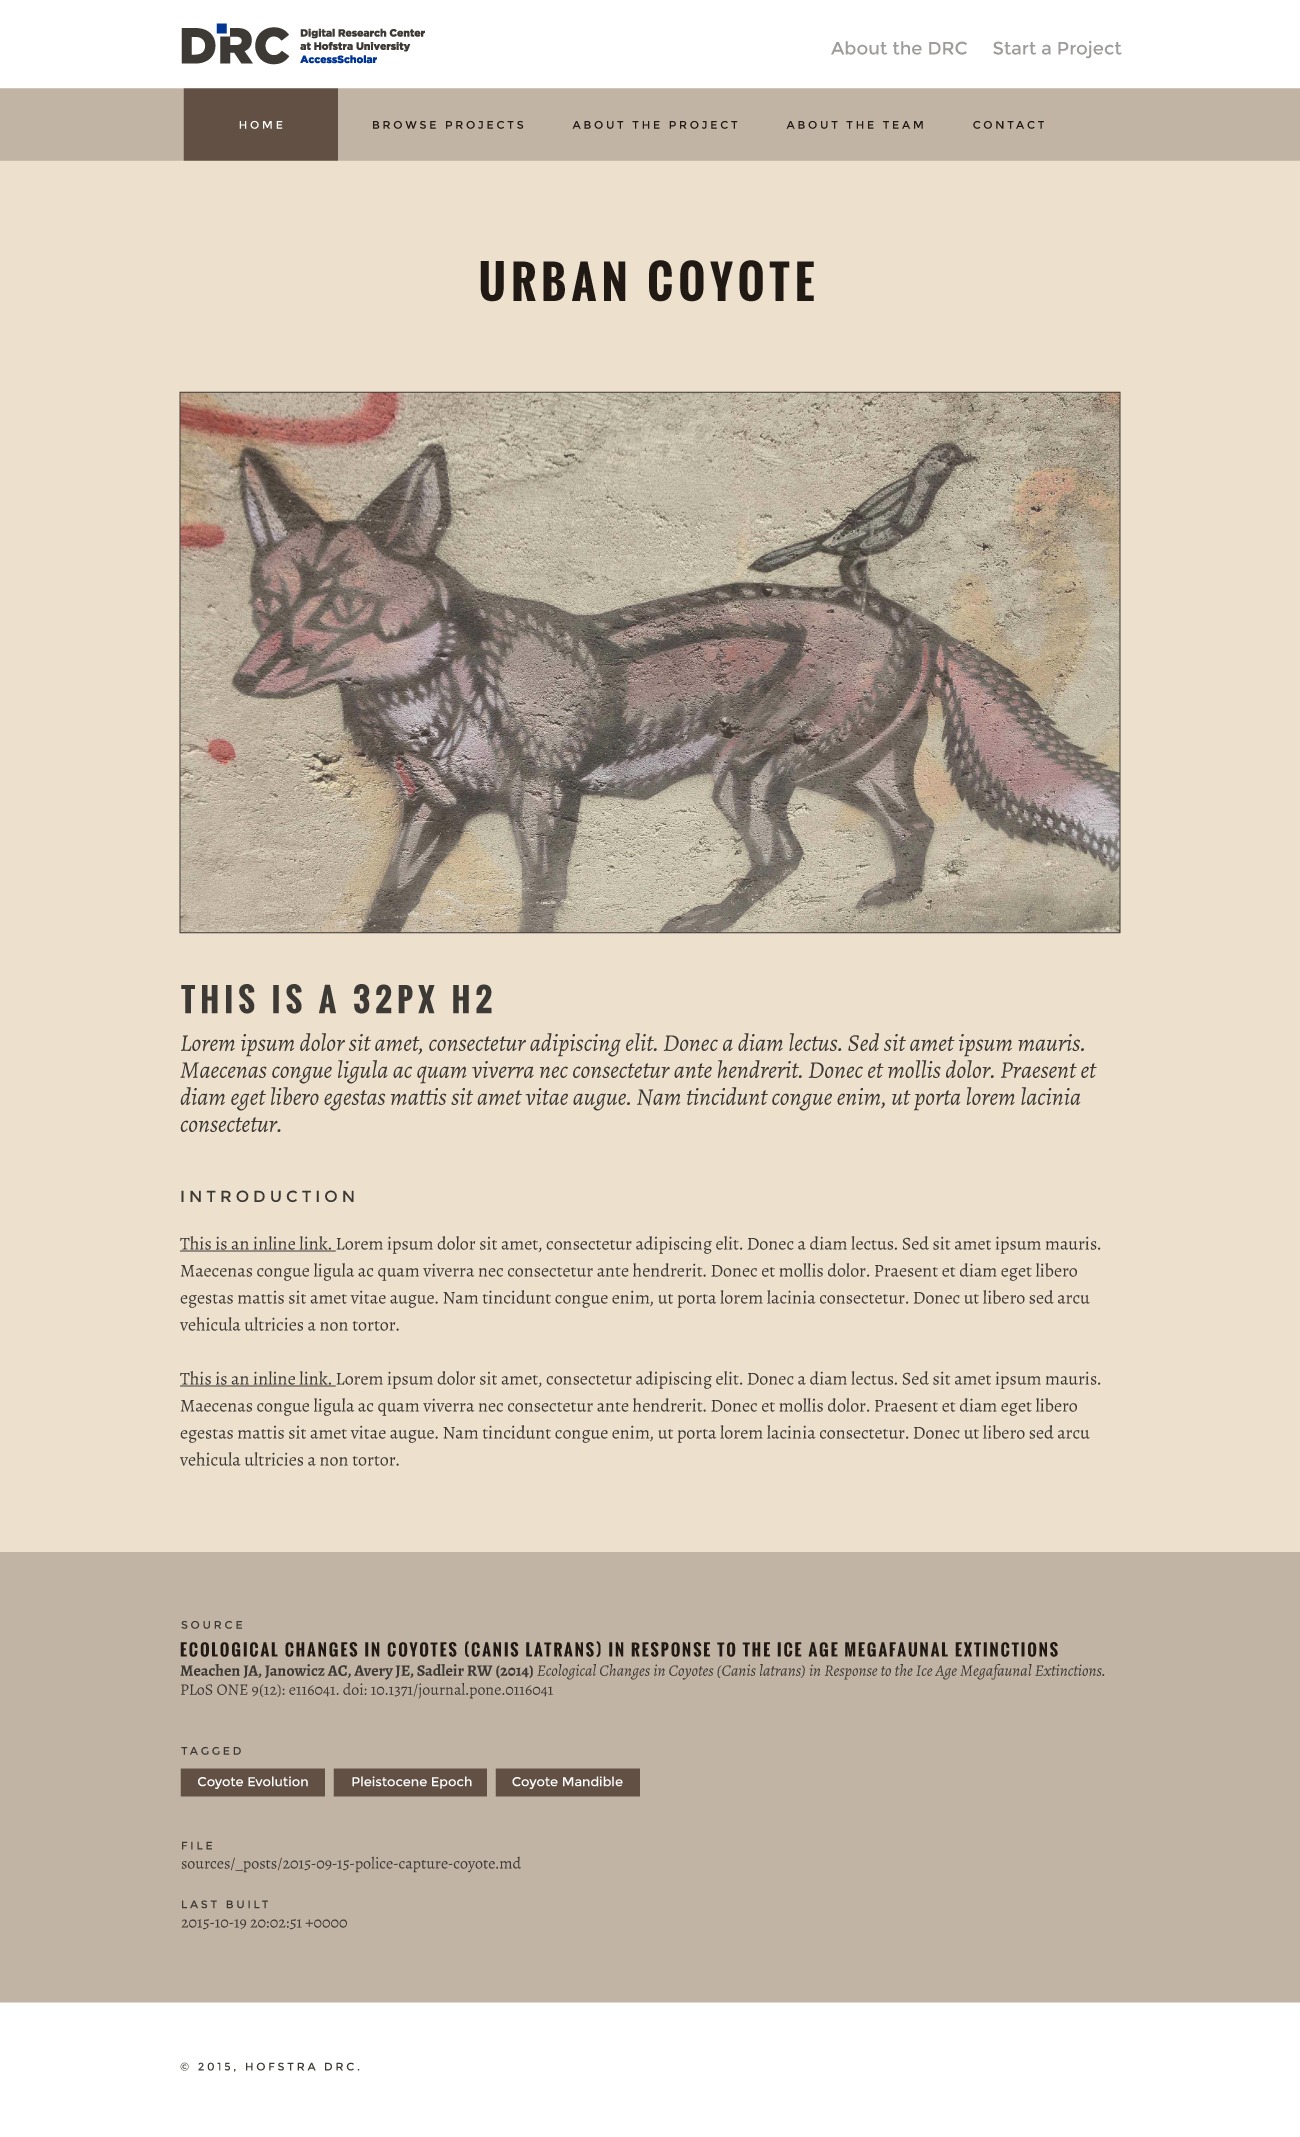 DRC
Digital Research Center
at Hofstra University
AccessScholar
About the DRC
Start a Project
HOME
BROWSE PROJECTS
ABOUT THE PROJECT
ABOUT THE TEAM
CONTACT
URBAN COYOTE
THIS IS A 32PX H2
Lorem ipsum dolor sit amet, consectetur adipiscing elit. Donec a diam lectus. Sed sit amet ipsum mauris.
Maecenas congue ligula ac quam viverra nec consectetur ante hendrerit. Donec et mollis dolor. Praesent et
diam eget libero egestas mattis sit amet vitae augue. Nam tincidunt congue enim, ut porta lorem lacinia
consectetur.
INTRODUCTION
This is an inline link. Lorem ipsum dolor sit amet, consectetur adipiscing elit. Donec a diam lectus. Sed sit amet ipsum mauris.
Maecenas congue ligula ac quam viverra nec consectetur ante hendrerit. Donec et mollis dolor. Praesent et diam eget libero
egestas mattis sit amet vitae augue. Nam tincidunt congue enim, ut porta lorem lacinia consectetur. Donec ut libero sed arcu
vehicula ultricies a non tortor.
This is an inline link. Lorem ipsum dolor sit amet, consectetur adipiscing elit. Donec a diam lectus. Sed sit amet ipsum mauris.
Maecenas congue ligula ac quam viverra nec consectetur ante hendrerit. Donec et mollis dolor. Praesent et diam eget libero
egestas mattis sit amet vitae augue. Nam tincidunt congue enim, ut porta lorem lacinia consectetur. Donec ut libero sed arcu
vehicula ultricies a non tortor.
SOURCE
ECOLOGICAL CHANGES IN COYOTES (CANIS LATRANS) IN RESPONSE TO THE ICE AGE MEGAFAUNAL EXTINCTIONS
Meachen JA, Janowicz AC, Avery JE, Sadleir RW (2014) Ecological Changes in Coyotes (Canis latrans) in Response to the Ice Age Megafaunal Extinctions.
PLoS ONE 9(12): e116041. doi: 10.1371/journal.pone.0116041
TAGGED
Coyote Evolution
Pleistocene Epoch
Coyote Mandible
FILE
sources/_posts/2015-09-15-police-capture-coyote.md
LAST BUILT
2015-10-19 20:02:51 +0000
© 2015, HOFSTRA DRC.